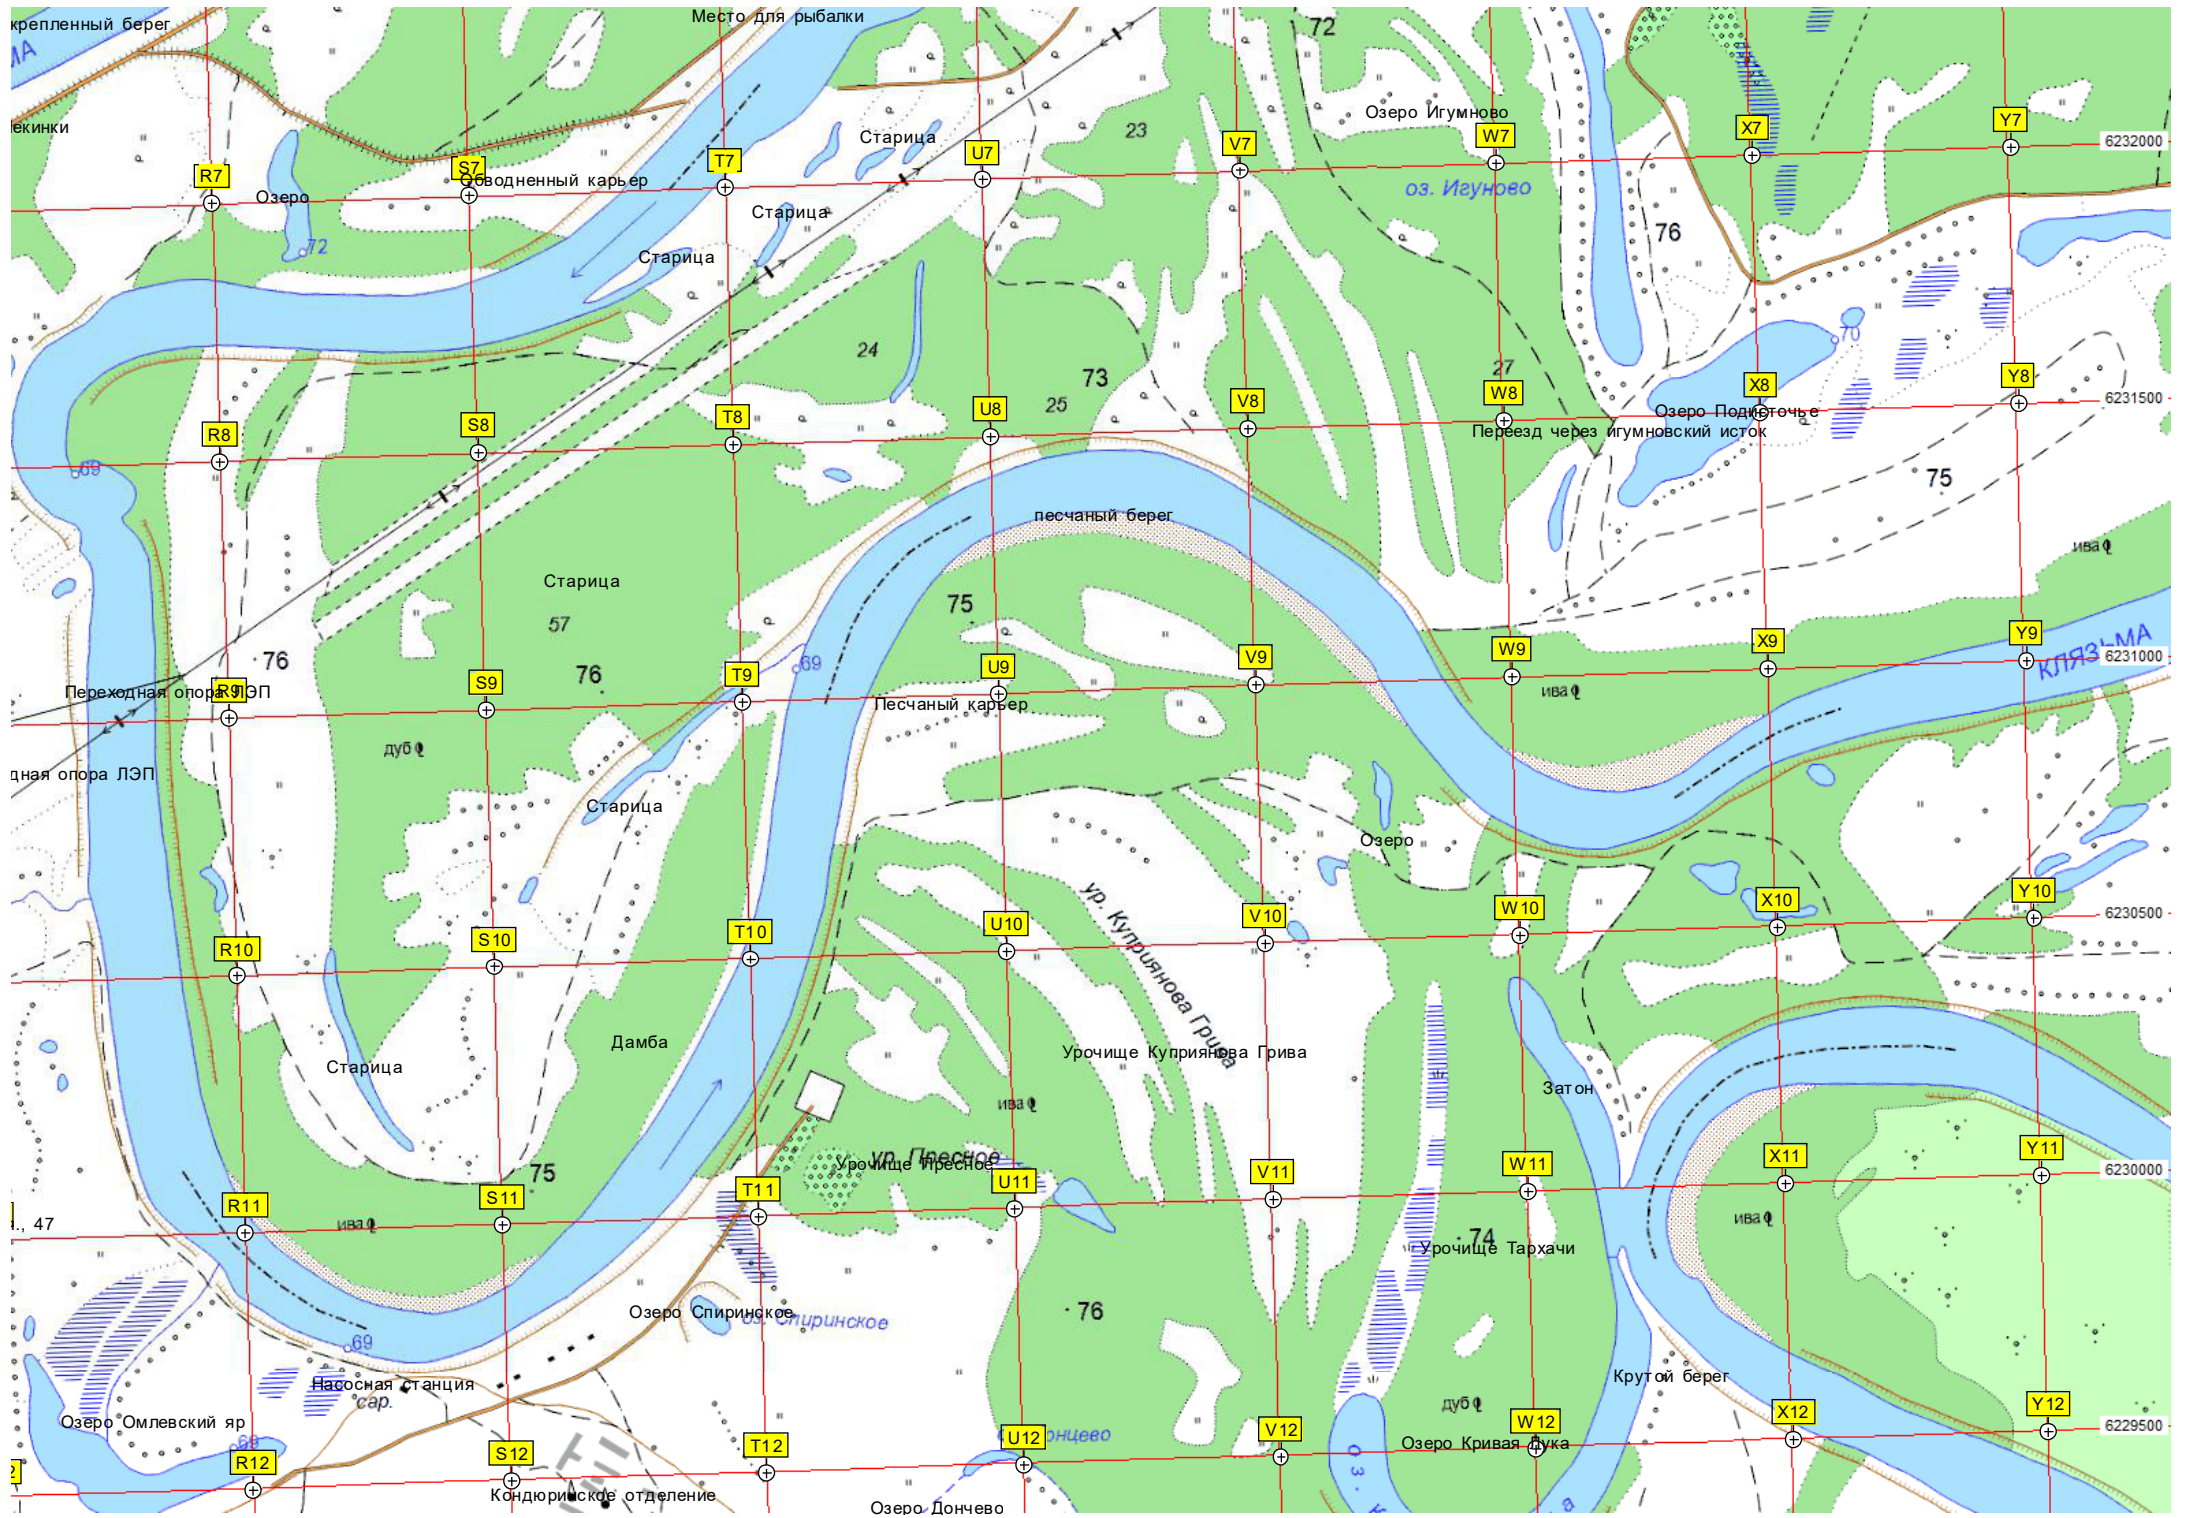 крепленный берег
Место для рыбалки
72
МА
Озеро Игумново
екинки
23
Старица
R7
S7
T7
U7
V7
W7
X7
Y7
6232000
Обводненный карьер
Озеро
оз. Игуново
Старица
72
76
Старица
70
24
73
27
25
R8
S8
T8
U8
V8
W8
X8
Y8
6231500
Озеро Подисточье
Переезд через игумновский исток
69
75
песчаный берег
ива
Старица
57
75
76
76
69
R9
S9
T9
U9
V9
W9
X9
Y9
КЛЯЗЬМА
6231000
Переходная опора ЛЭП
Песчаный карьер
ива
дуб
дная опора ЛЭП
Старица
Озеро
ур. Куприянова Грива
R10
S10
T10
U10
V10
W10
X10
Y10
6230500
Дамба
Старица
Урочище Куприянова Грива
Затон
ива
ур. Пресное
Урочище Пресное
75
R11
S11
T11
U11
V11
W11
X11
Y11
6230000
., 47
ива
ива
74
Урочище Тархачи
76
Озеро Спиринское
оз. Спиринское
69
Насосная станция
сар.
Крутой берег
дуб
Озеро Омлевский яр
69
R12
S12
T12
U12
V12
W12
X12
Y12
6229500
Озеро Кривая Лука
Кондюринское отделение
Озеро Дончево